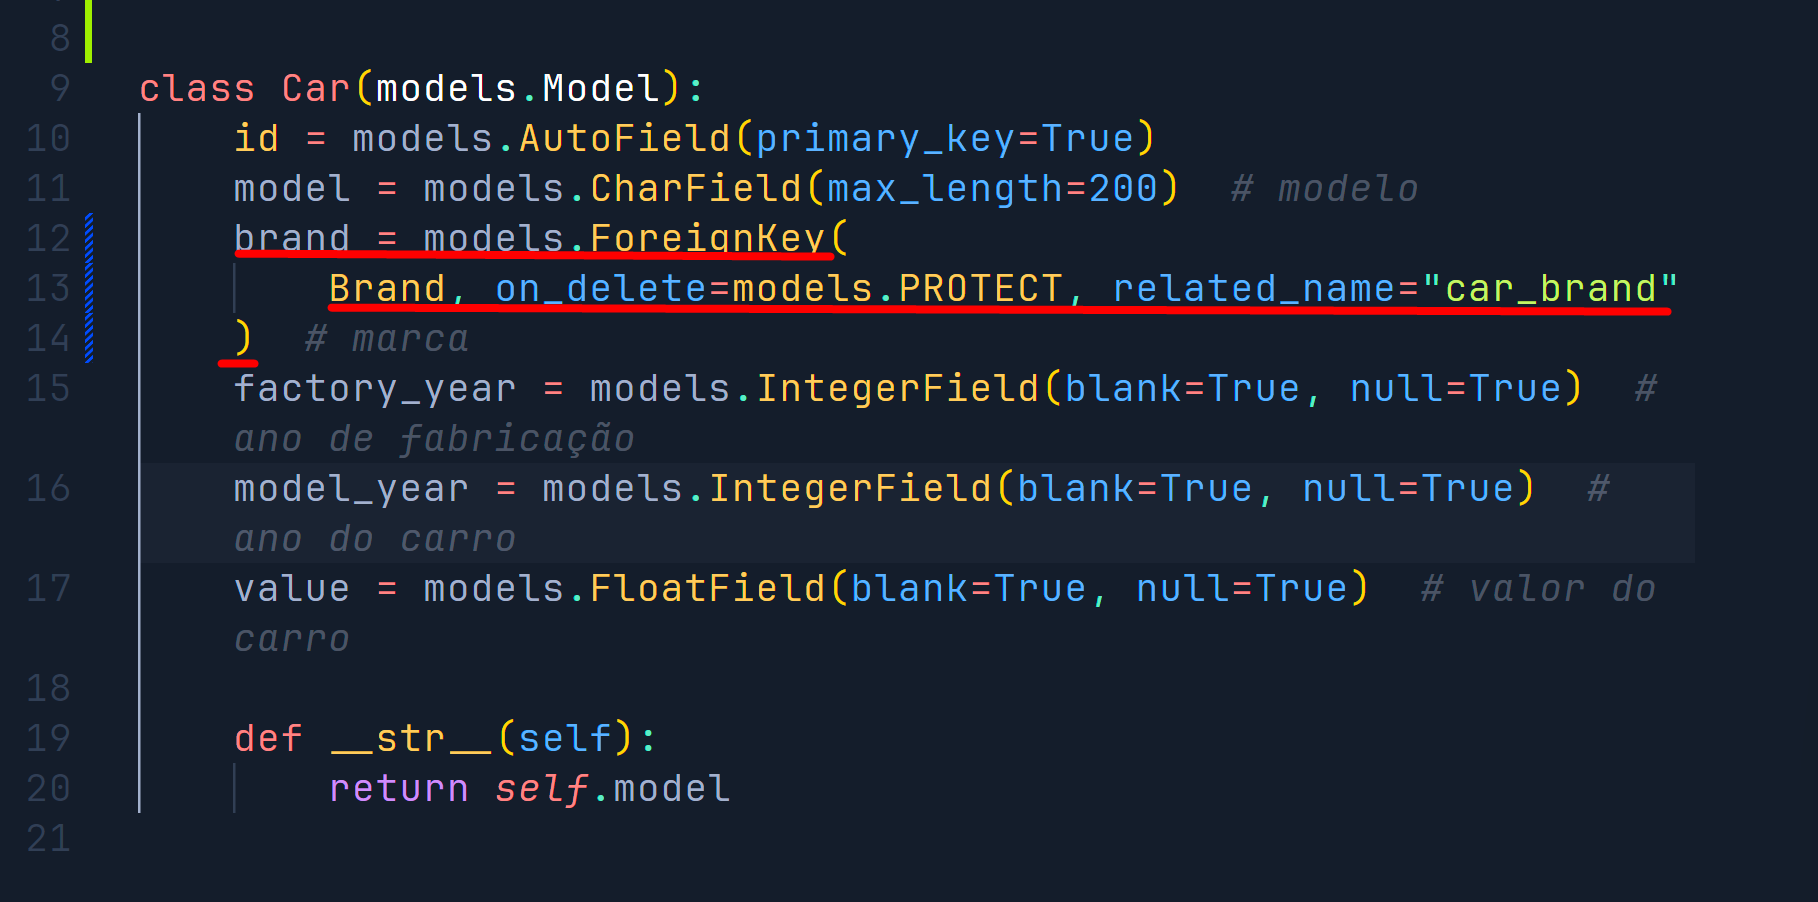 8
9 class Car(models.Model):
10 id = models.AutoField(primary_key=True)
11 model = models.CharField(max_length=200)  # modelo
12 brand = models.ForeignKey(
13 Brand, on_delete=models.PROTECT, related_name="car_brand"
14 )  # marca
15 factory_year = models.IntegerField(blank=True, null=True)  #
ano de fabricação
16 model_year = models.IntegerField(blank=True, null=True)  #
ano do carro
17 value = models.FloatField(blank=True, null=True)  # valor do
carro
18
19 def __str__(self):
20 return self.model
21